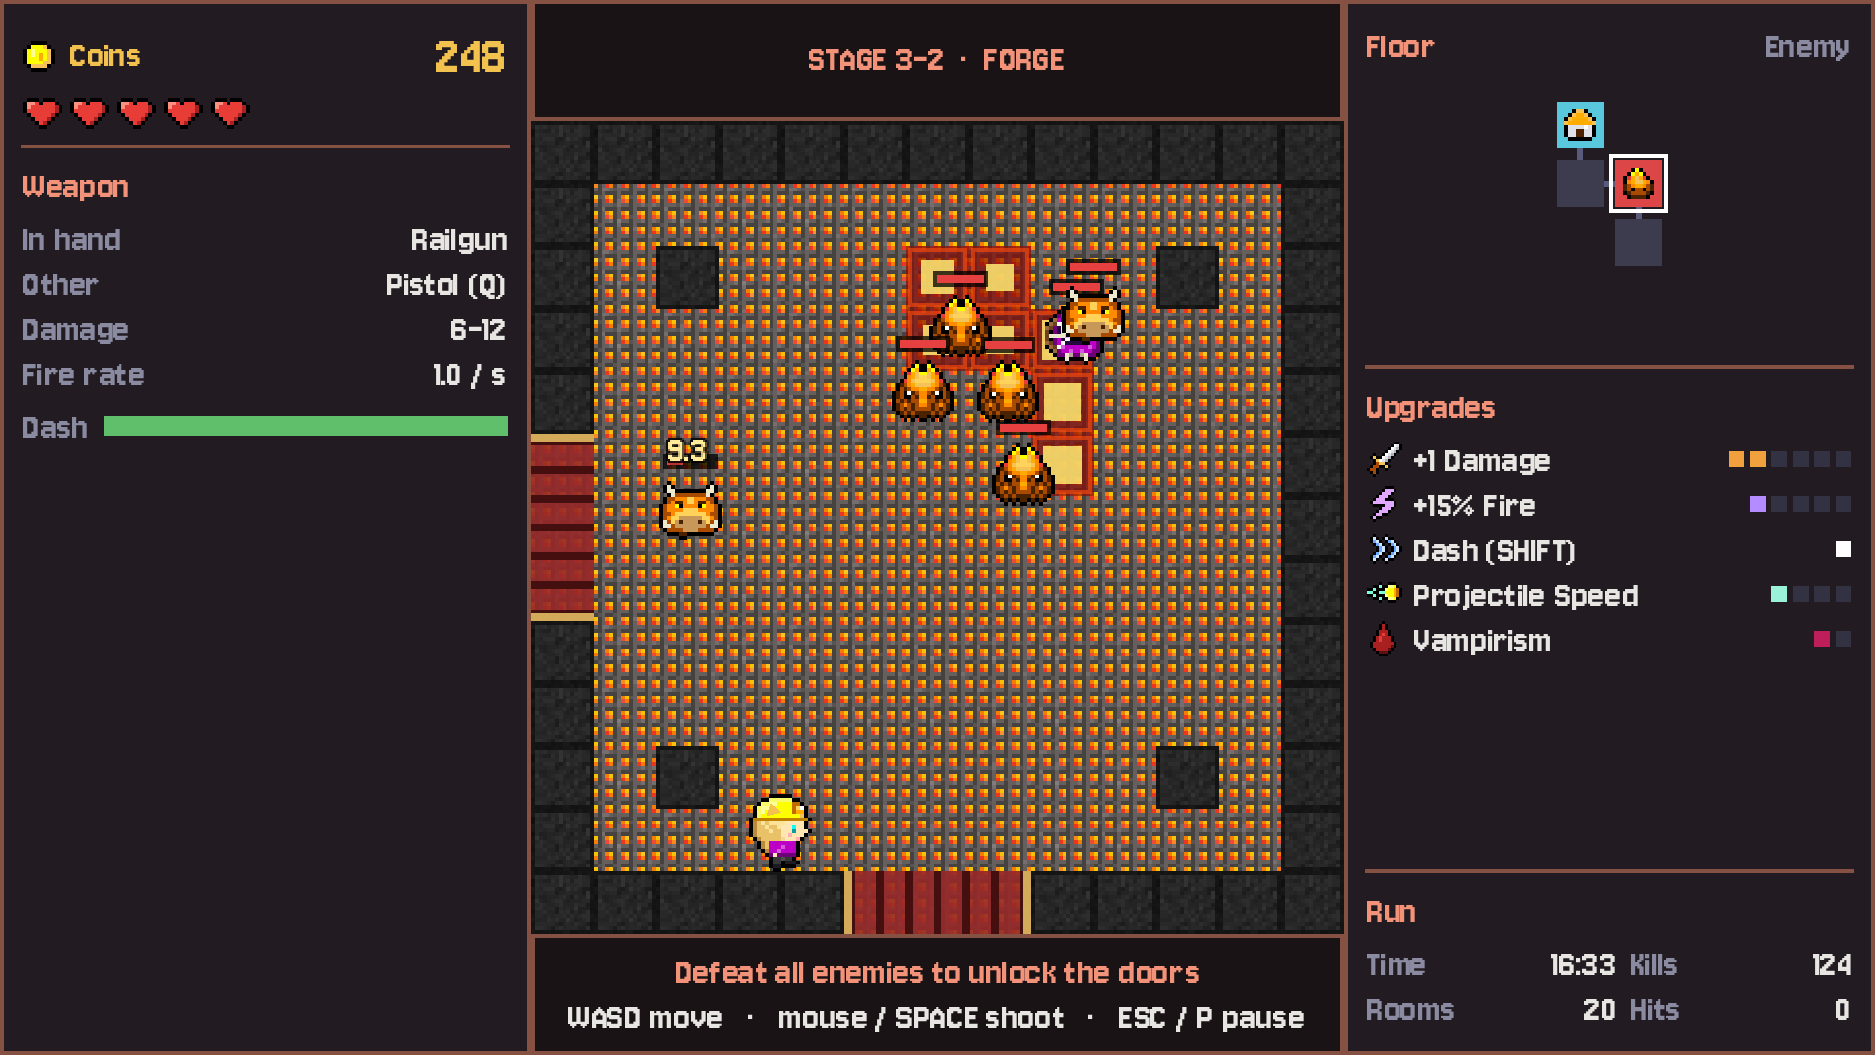 Coins 248
Weapon
In hand Railgun
Other Pistol (Q)
Damage 6-12
Fire rate 1.0 / s
Dash
STAGE 3-2 · FORGE
9.3
Defeat all enemies to unlock the doors
WASD move · mouse / SPACE shoot · ESC / P pause
Floor Enemy
Upgrades
+1 Damage
+15% Fire
Dash (SHIFT)
Projectile Speed
Vampirism
Run
Time 16:33 Kills 124
Rooms 20 Hits 0